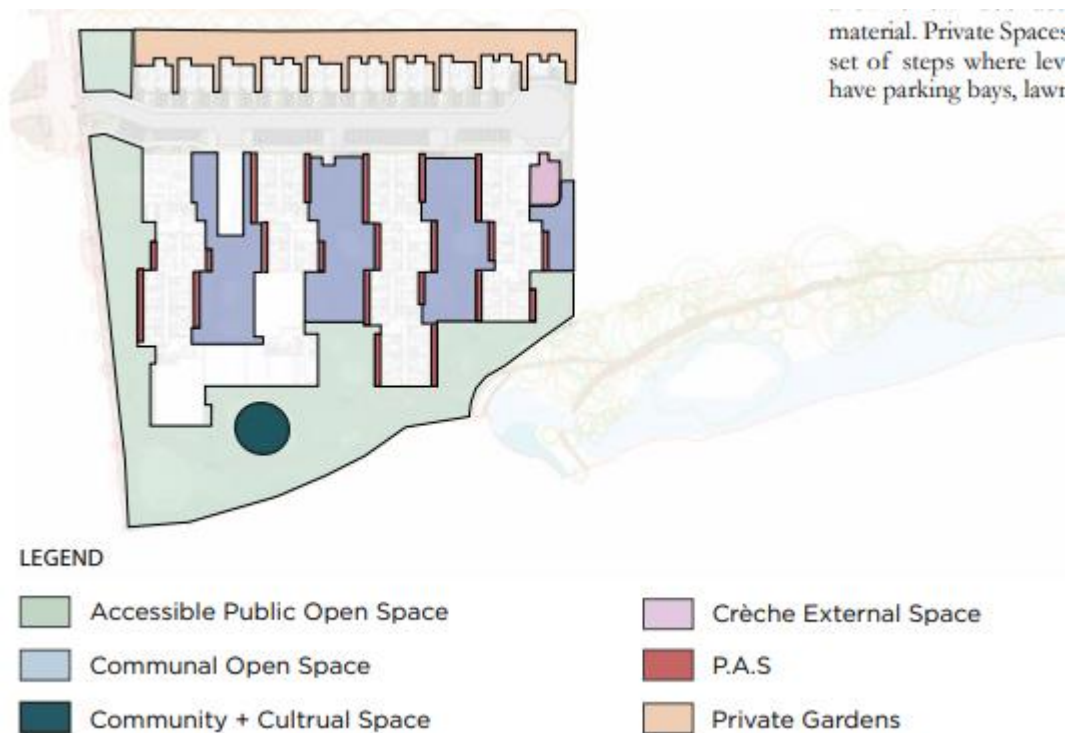 material. Private Spaces
set of steps where lev
have parking bays, lawr
LEGEND
Accessible Public Open Space
Crèche External Space
Communal Open Space
P.A.S
Community + Cultrual Space
Private Gardens